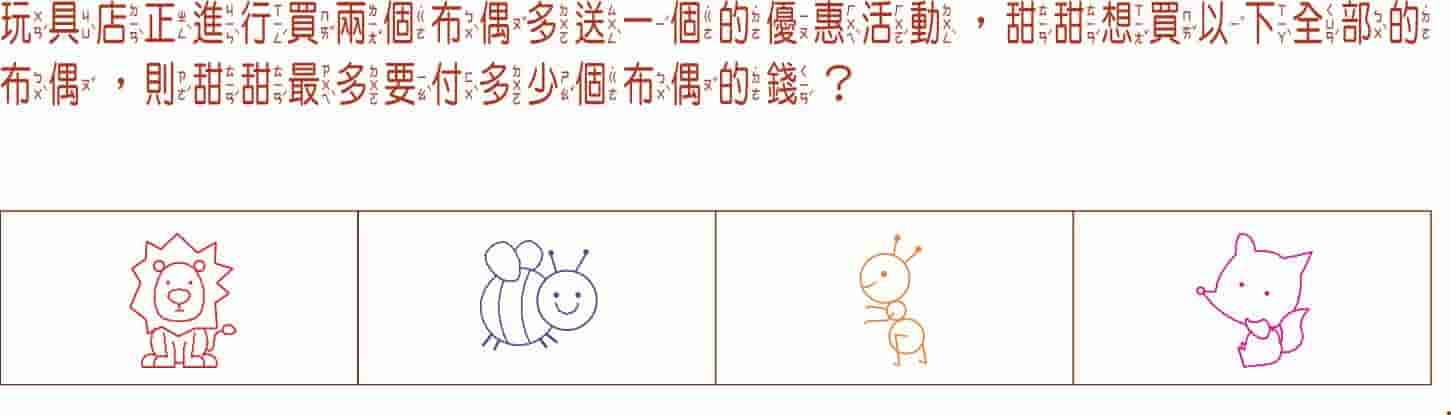 玩具店正進行買兩個布偶多送一個的優惠活動，甜甜想買以下全部的
布偶，則甜甜最多要付多少個布偶的錢？